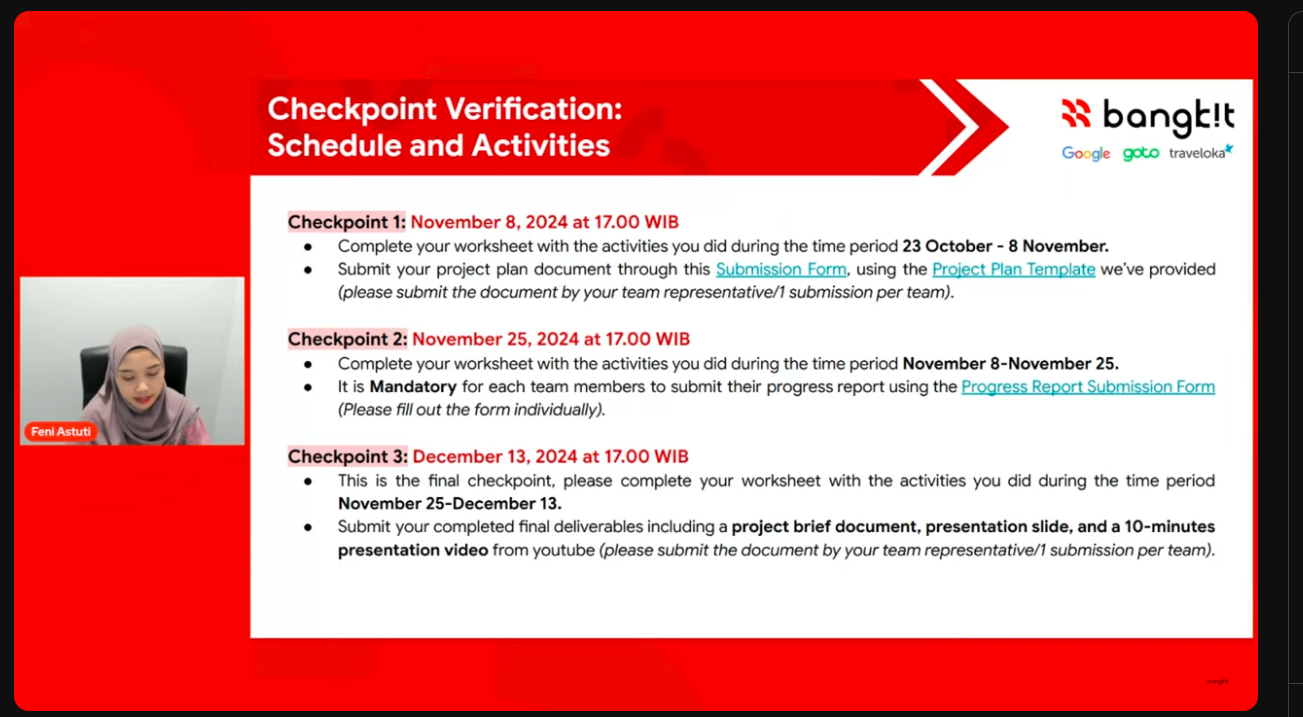 Checkpoint Verification:
Schedule and Activities
bangk!t
Google goto traveloka
Checkpoint 1: November 8, 2024 at 17.00 WIB
● Complete your worksheet with the activities you did during the time period 23 October - 8 November.
● Submit your project plan document through this Submission Form, using the Project Plan Template we've provided
(please submit the document by your team representative/1 submission per team).
Checkpoint 2: November 25, 2024 at 17.00 WIB
● Complete your worksheet with the activities you did during the time period November 8-November 25.
● It is Mandatory for each team members to submit their progress report using the Progress Report Submission Form
(Please fill out the form individually).
Checkpoint 3: December 13, 2024 at 17.00 WIB
● This is the final checkpoint, please complete your worksheet with the activities you did during the time period
November 25-December 13.
● Submit your completed final deliverables including a project brief document, presentation slide, and a 10-minutes
presentation video from youtube (please submit the document by your team representative/1 submission per team).
Feni Astuti
bangk!t